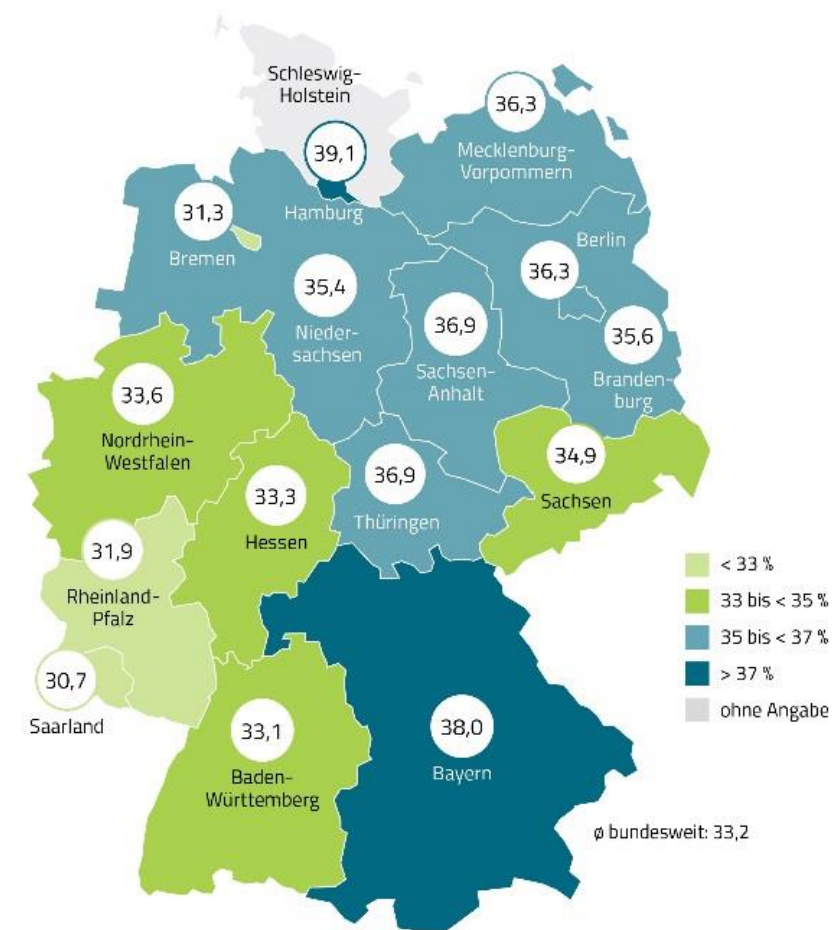 Schleswig-
Holstein
36,3
Mecklenburg-
Vorpommern
39,1
Hamburg
31,3
Bremen
Berlin
36,3
35,4
Nieder-
sachsen
36,9
Sachsen-
Anhalt
35,6
Branden-
burg
33,6
Nordrhein-
Westfalen
33,3
Hessen
36,9
Thüringen
34,9
Sachsen
31,9
Rheinland-
Pfalz
30,7
Saarland
33,1
Baden-
Württemberg
38,0
Bayern
< 33 %
33 bis < 35 %
35 bis < 37 %
> 37 %
ohne Angabe
ø bundesweit: 33,2